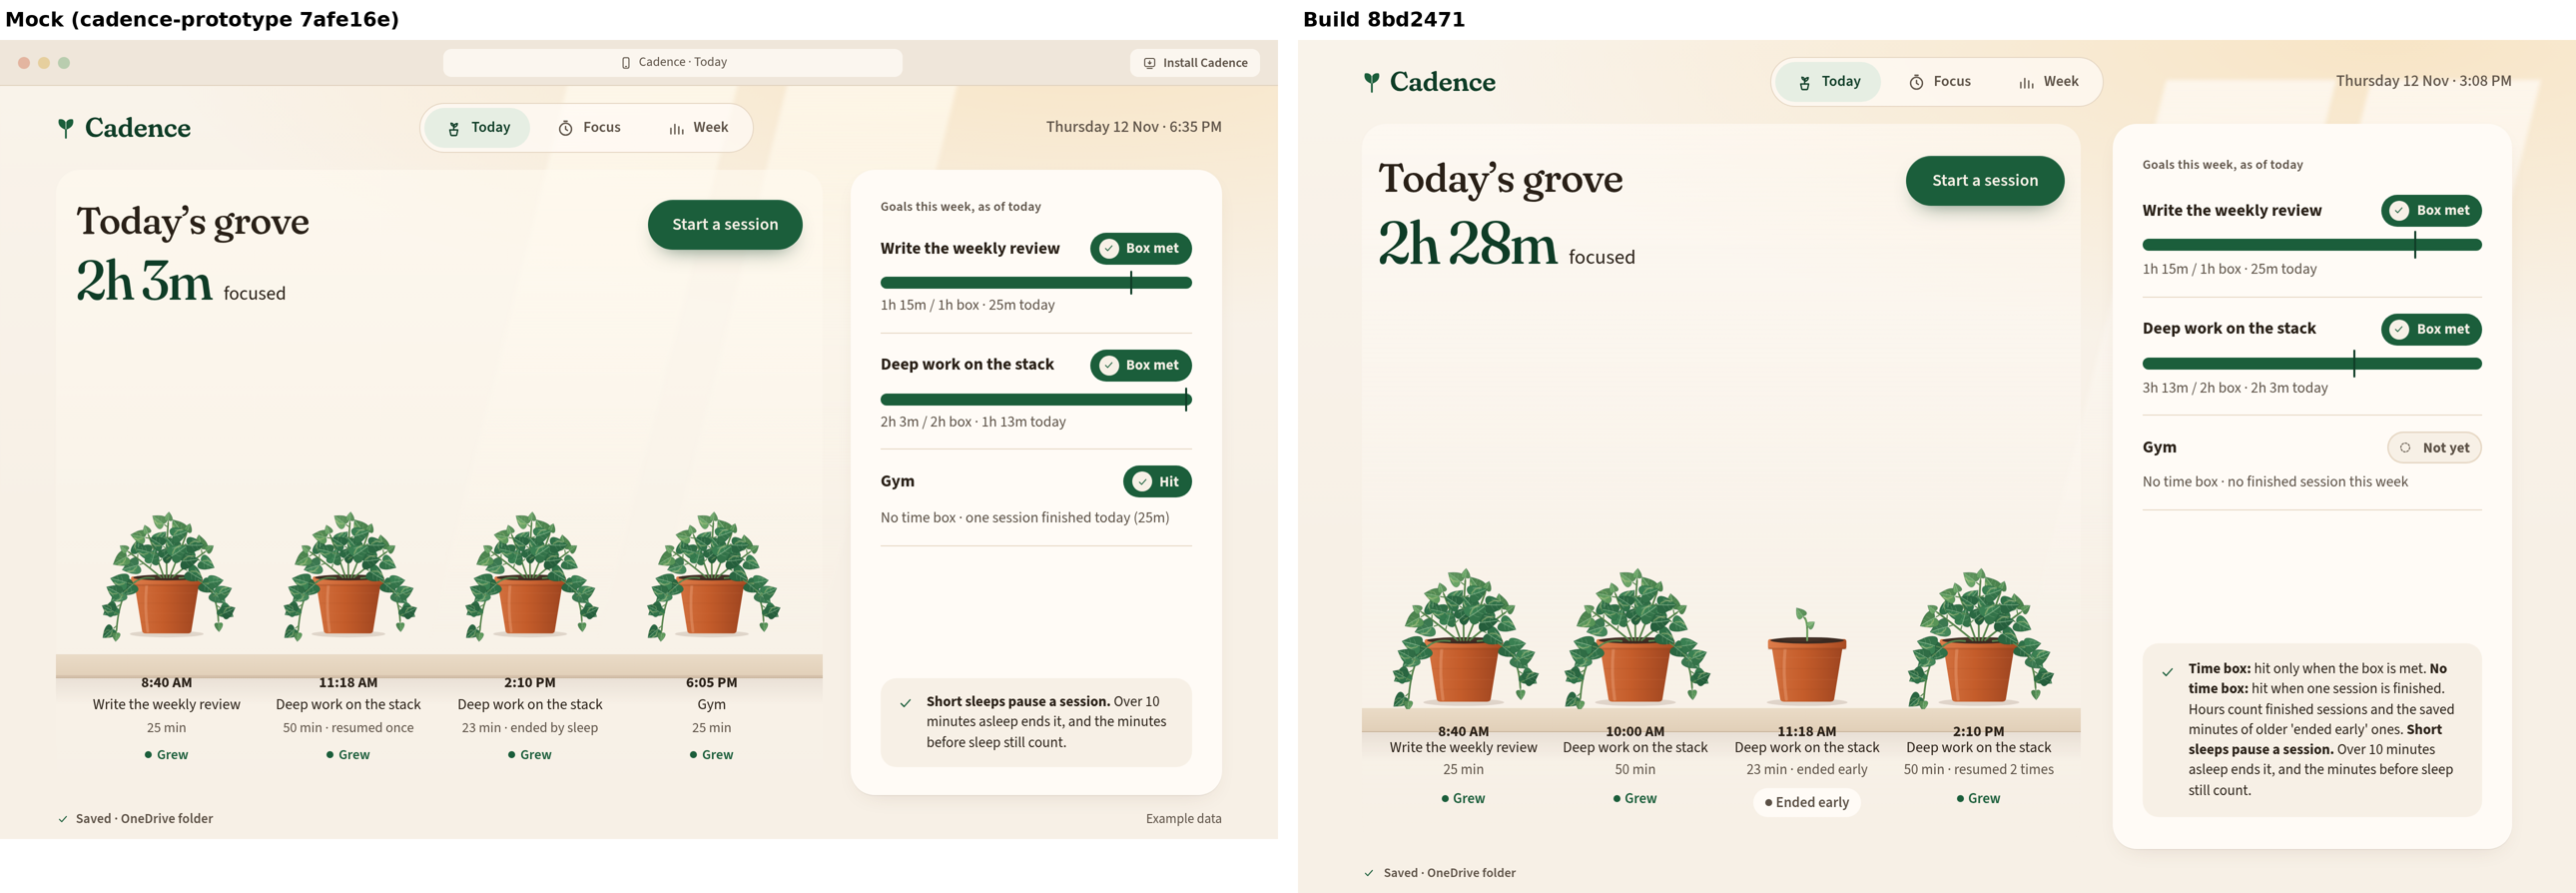 Mock (cadence-prototype 7afe16e)
Cadence · Today
Install Cadence
Cadence
Today
Focus
Week
Thursday 12 Nov · 6:35 PM
Today’s grove
Start a session
2h 3m focused
8:40 AM
Write the weekly review
25 min
Grew
11:18 AM
Deep work on the stack
50 min · resumed once
Grew
2:10 PM
Deep work on the stack
23 min · ended by sleep
Grew
6:05 PM
Gym
25 min
Grew
Goals this week, as of today
Write the weekly review
Box met
1h 15m / 1h box · 25m today
Deep work on the stack
Box met
2h 3m / 2h box · 1h 13m today
Gym
Hit
No time box · one session finished today (25m)
Short sleeps pause a session. Over 10
minutes asleep ends it, and the minutes
before sleep still count.
Saved · OneDrive folder
Example data
Build 8bd2471
Cadence
Today
Focus
Week
Thursday 12 Nov · 3:08 PM
Today’s grove
Start a session
2h 28m focused
8:40 AM
Write the weekly review
25 min
Grew
10:00 AM
Deep work on the stack
50 min
Grew
11:18 AM
Deep work on the stack
23 min · ended early
Ended early
2:10 PM
Deep work on the stack
50 min · resumed 2 times
Grew
Goals this week, as of today
Write the weekly review
Box met
1h 15m / 1h box · 25m today
Deep work on the stack
Box met
3h 13m / 2h box · 2h 3m today
Gym
Not yet
No time box · no finished session this week
Time box: hit only when the box is met. No
time box: hit when one session is finished.
Hours count finished sessions and the saved
minutes of older 'ended early' ones. Short
sleeps pause a session. Over 10 minutes
asleep ends it, and the minutes before sleep
still count.
Saved · OneDrive folder